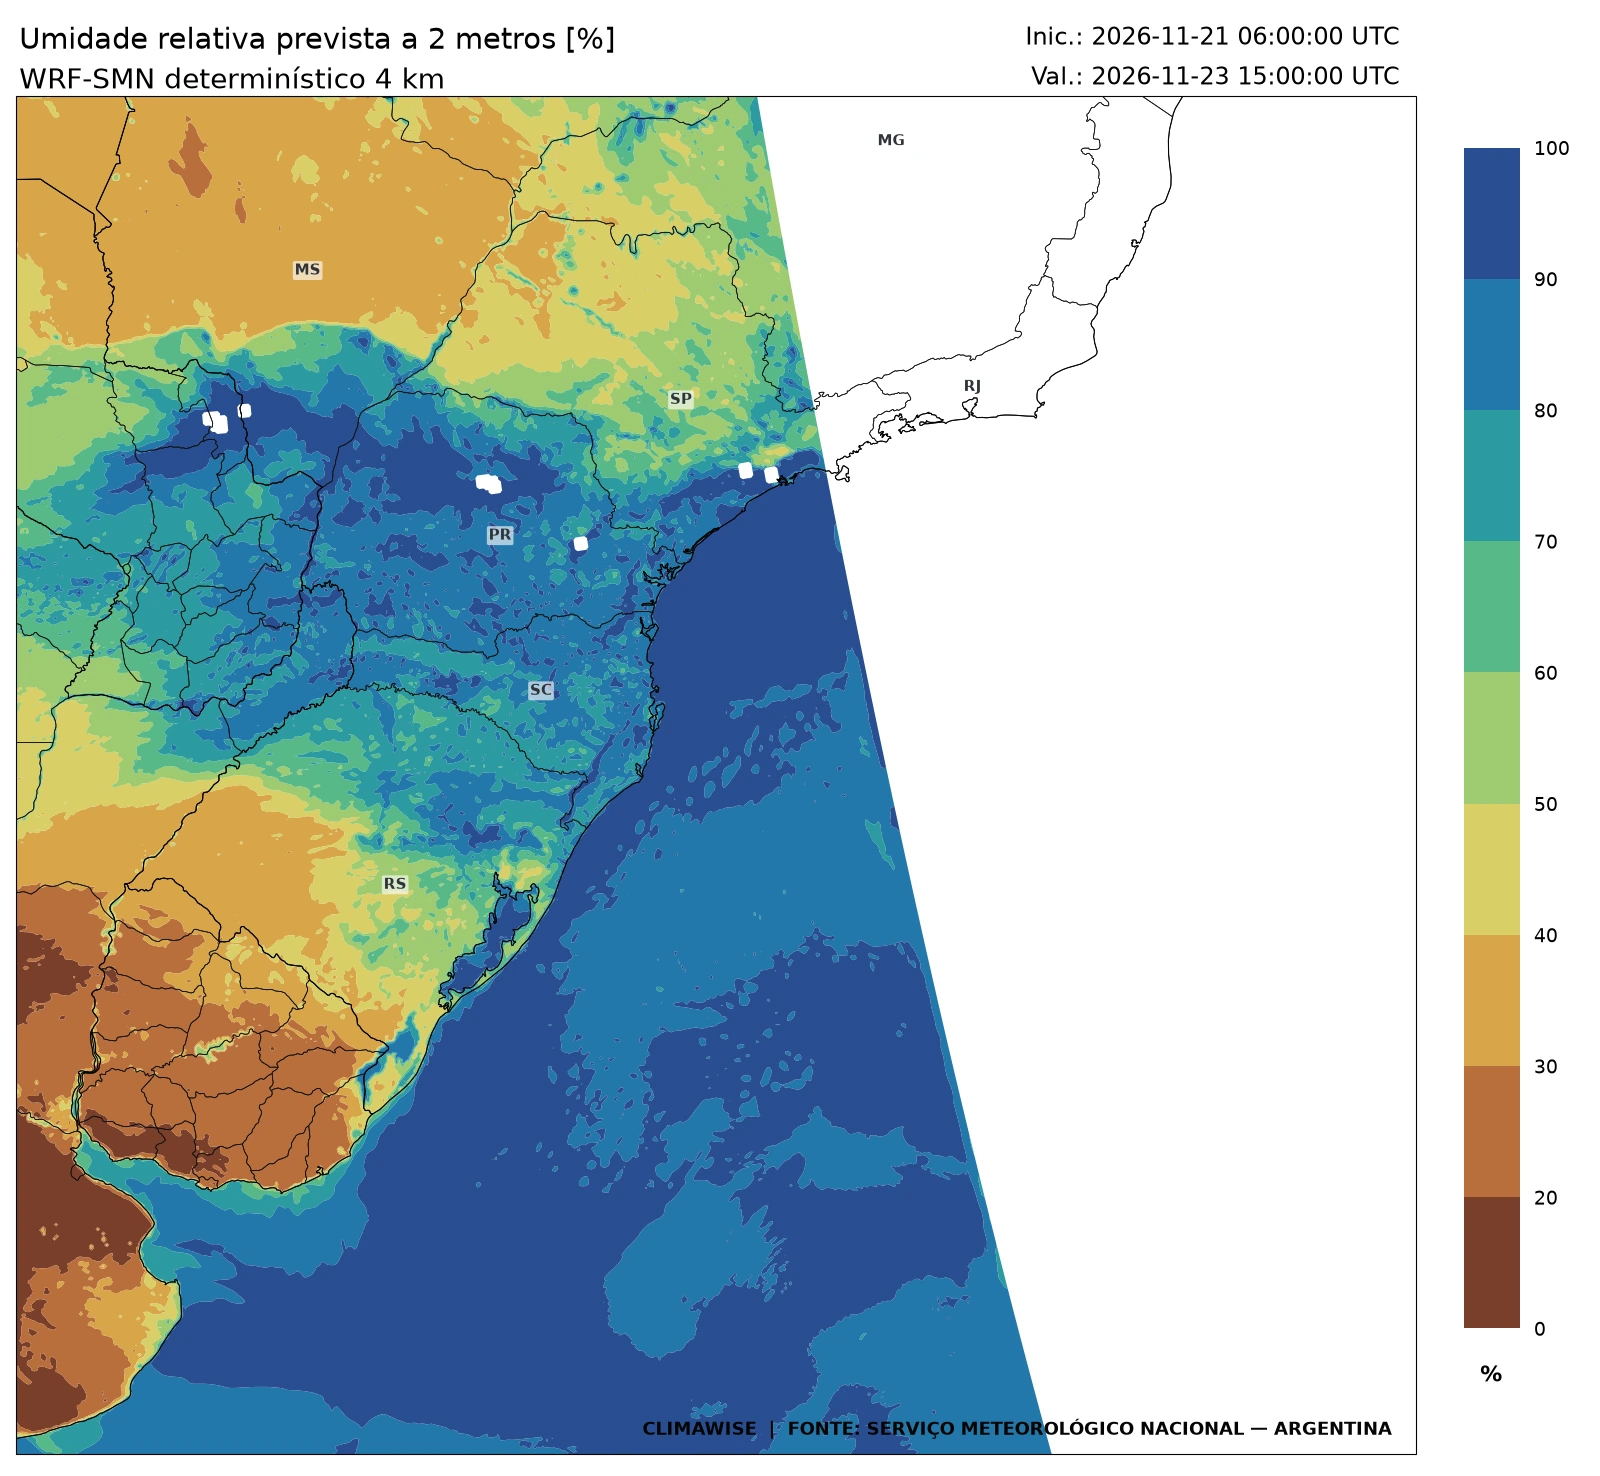 Umidade relativa prevista a 2 metros [%]
WRF-SMN determinístico 4 km
Inic.: 2026-11-21 06:00:00 UTC
Val.: 2026-11-23 15:00:00 UTC
MG
MS
RJ
SP
PR
SC
RS
100
90
80
70
60
50
40
30
20
0
%
CLIMAWISE | FONTE: SERVIÇO METEOROLÓGICO NACIONAL — ARGENTINA